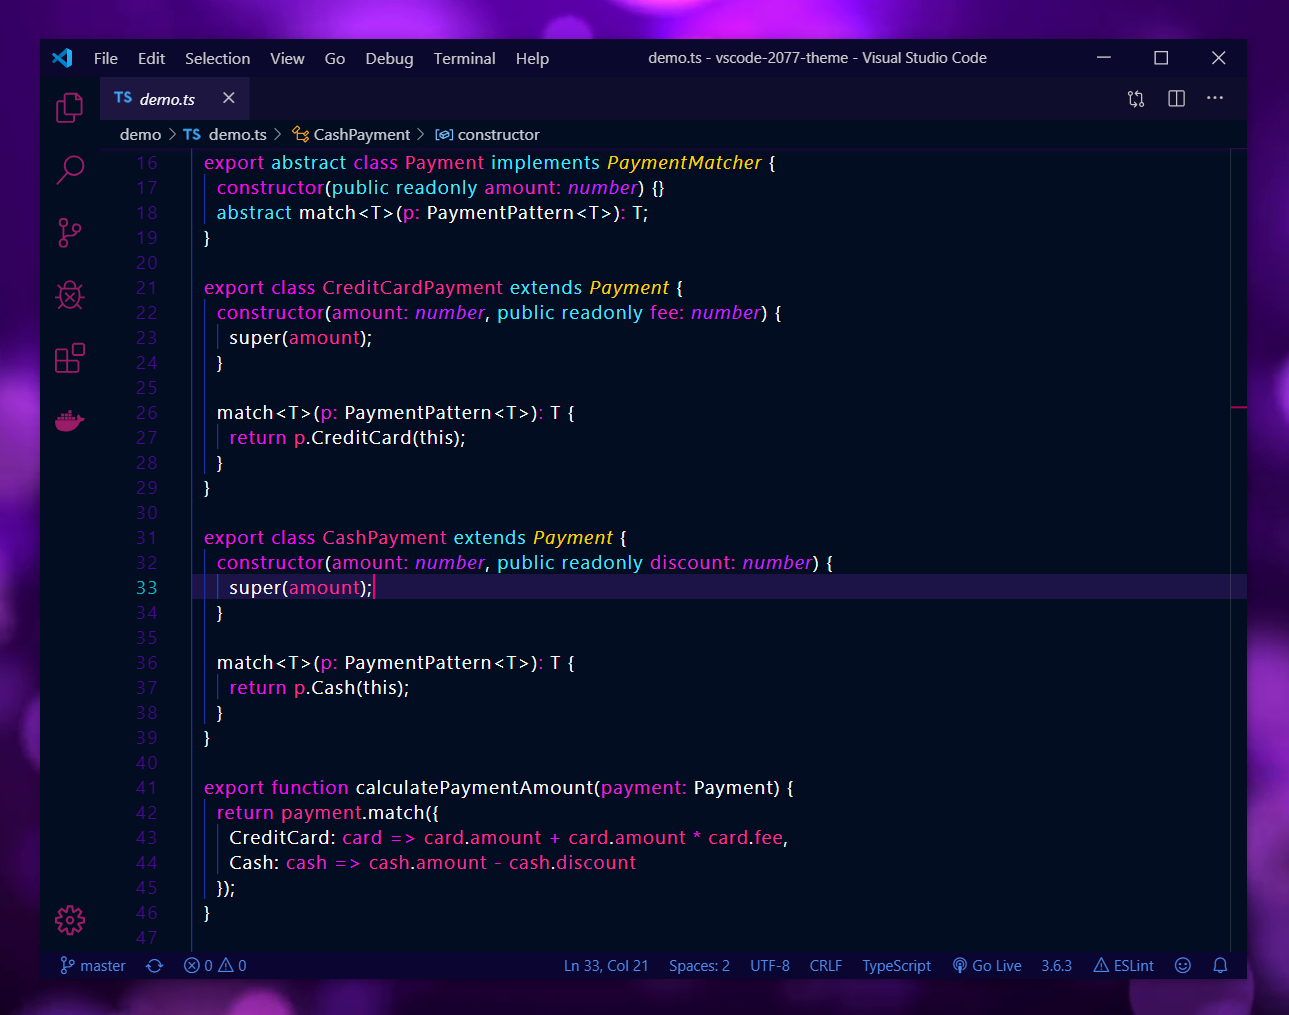 File Edit Selection View Go Debug Terminal Help demo.ts - vscode-2077-theme - Visual Studio Code
TS demo.ts
demo > TS demo.ts > CashPayment > constructor
16 export abstract class Payment implements PaymentMatcher {
17 constructor(public readonly amount: number) {}
18 abstract match<T>(p: PaymentPattern<T>): T;
19 }
20
21 export class CreditCardPayment extends Payment {
22 constructor(amount: number, public readonly fee: number) {
23 super(amount);
24 }
25
26 match<T>(p: PaymentPattern<T>): T {
27 return p.CreditCard(this);
28 }
29 }
30
31 export class CashPayment extends Payment {
32 constructor(amount: number, public readonly discount: number) {
33 super(amount);
34 }
35
36 match<T>(p: PaymentPattern<T>): T {
37 return p.Cash(this);
38 }
39 }
40
41 export function calculatePaymentAmount(payment: Payment) {
42 return payment.match({
43 CreditCard: card => card.amount + card.amount * card.fee,
44 Cash: cash => cash.amount - cash.discount
45 });
46 }
47
master 0 0 Ln 33, Col 21 Spaces: 2 UTF-8 CRLF TypeScript Go Live 3.6.3 ESLint